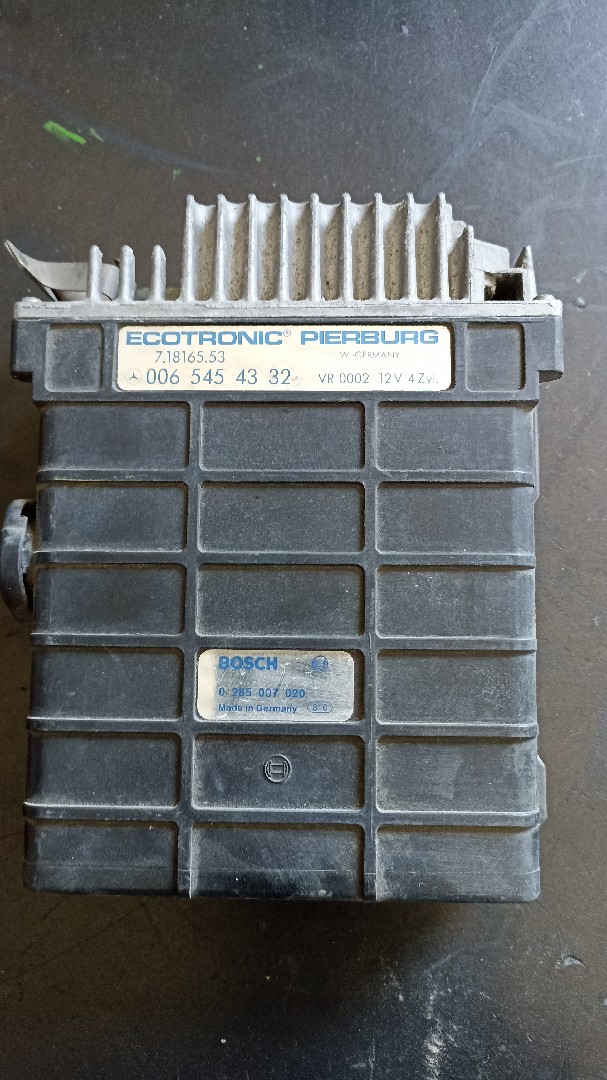 ECOTRONIC® PIERBURG
7.18165.53 W.-GERMANY
006 545 43 32 VR 0002 12V 4 Zyl.
BOSCH
0 285 007 020
Made in Germany 016